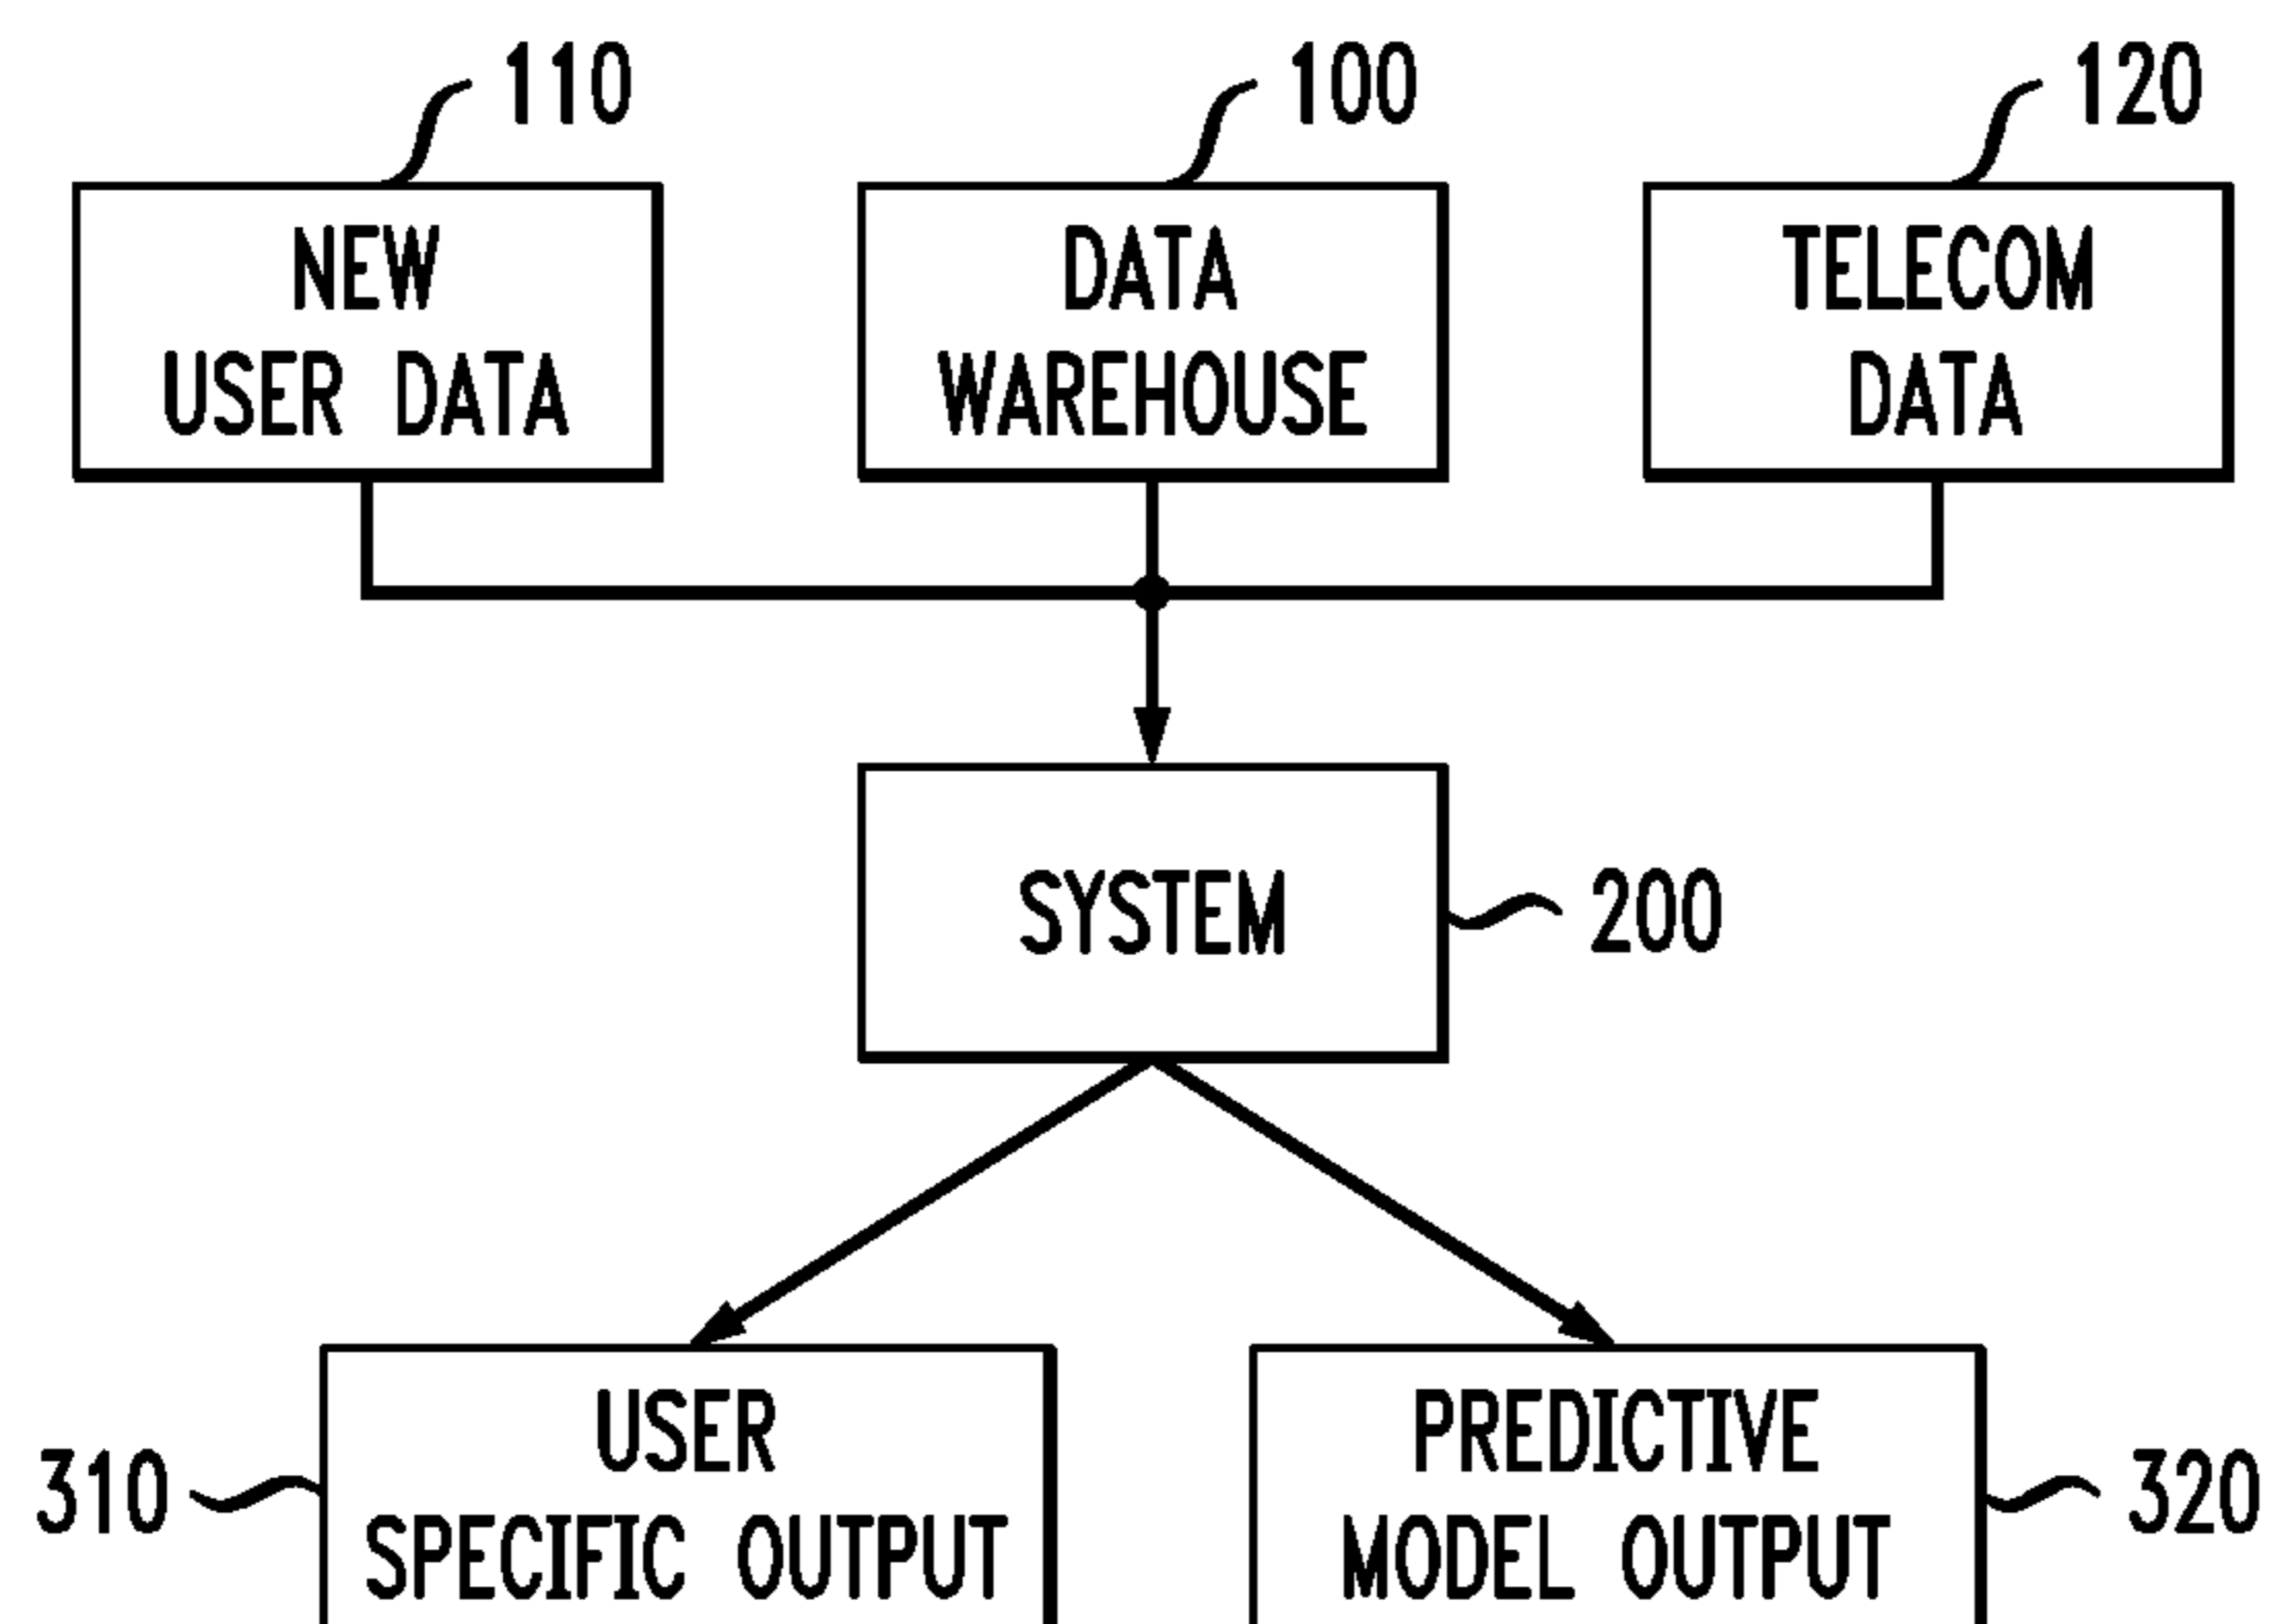 110
100
120
NEW
USER DATA
DATA
WAREHOUSE
TELECOM
DATA
SYSTEM
200
310
USER
SPECIFIC OUTPUT
PREDICTIVE
MODEL OUTPUT
320